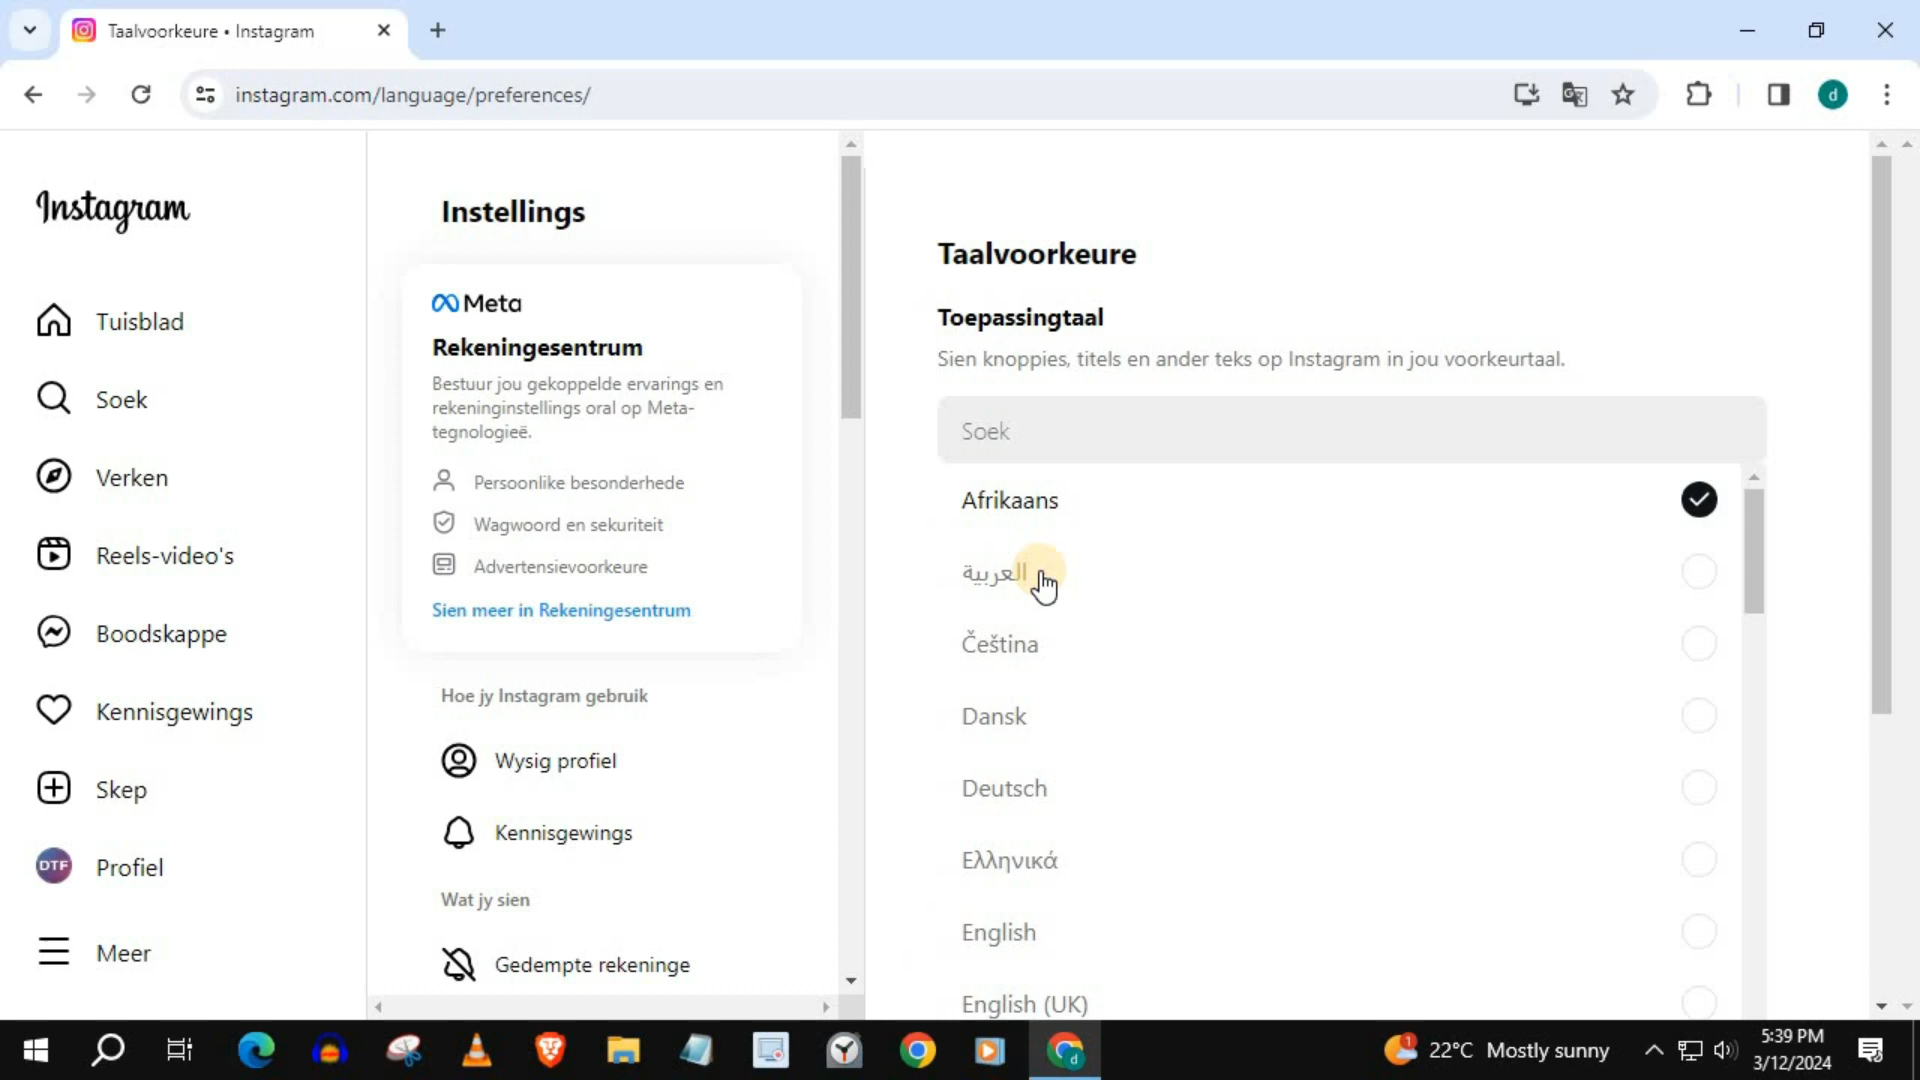 Taalvoorkeure • Instagram
instagram.com/language/preferences/
d
Instagram
Tuisblad
Soek
Verken
Reels-video's
Boodskappe
Kennisgewings
Skep
DTF
Profiel
Meer
Instellings
Meta
Rekeningesentrum
Bestuur jou gekoppelde ervarings en
rekeninginstellings oral op Meta-
tegnologieë.
Persoonlike besonderhede
Wagwoord en sekuriteit
Advertensievoorkeure
Sien meer in Rekeningesentrum
Hoe jy Instagram gebruik
Wysig profiel
Kennisgewings
Wat jy sien
Gedempte rekeninge
Taalvoorkeure
Toepassingtaal
Sien knoppies, titels en ander teks op Instagram in jou voorkeurtaal.
Soek
Afrikaans
العربية
Čeština
Dansk
Deutsch
Ελληνικά
English
English (UK)
d
1
22°C Mostly sunny
5:39 PM
3/12/2024